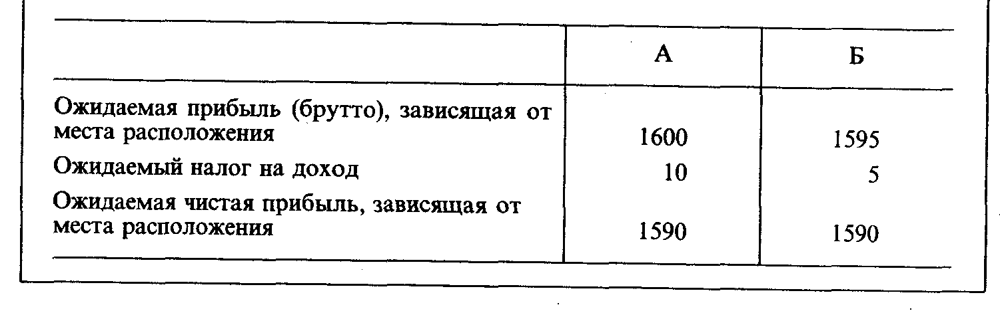 А Б
Ожидаемая прибыль (брутто), зависящая от
места расположения 1600 1595
Ожидаемый налог на доход 10 5
Ожидаемая чистая прибыль, зависящая от
места расположения 1590 1590